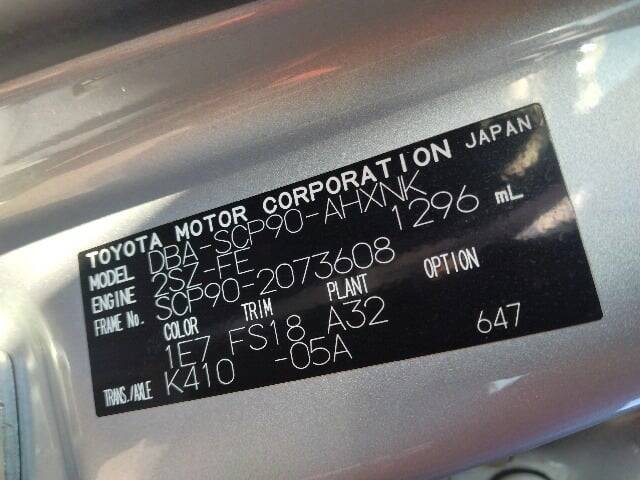 TOYOTA MOTOR CORPORATION JAPAN
MODEL DBA-SCP90-AHXNK
ENGINE 2SZ-FE 1296 mL
FRAME No. SCP90-2073608
COLOR TRIM PLANT OPTION
1E7 FS18 A32 647
TRANS./AXLE K410 -05A